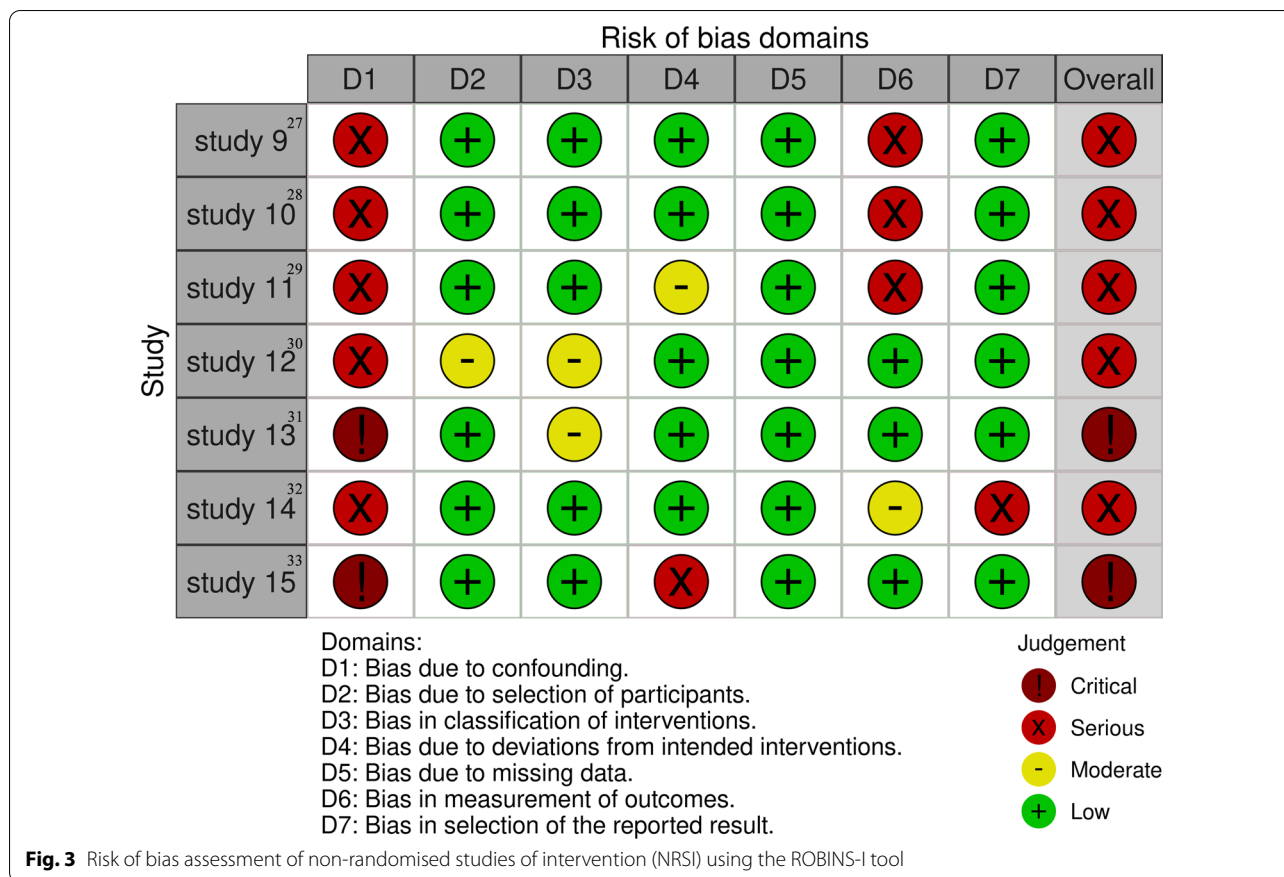 Risk of bias domains
D1 D2 D3 D4 D5 D6 D7 Overall
Study
study 9 27 X + + + + X + X
study 10 28 X + + + + X + X
study 11 29 X + + - + X + X
study 12 30 X - - + + + + X
study 13 31 ! + - + + + + !
study 14 32 X + + + + - X X
study 15 33 ! + + X + + + !
Domains:
D1: Bias due to confounding.
D2: Bias due to selection of participants.
D3: Bias in classification of interventions.
D4: Bias due to deviations from intended interventions.
D5: Bias due to missing data.
D6: Bias in measurement of outcomes.
D7: Bias in selection of the reported result.
Judgement
! Critical
X Serious
- Moderate
+ Low
Fig. 3 Risk of bias assessment of non-randomised studies of intervention (NRSI) using the ROBINS-I tool